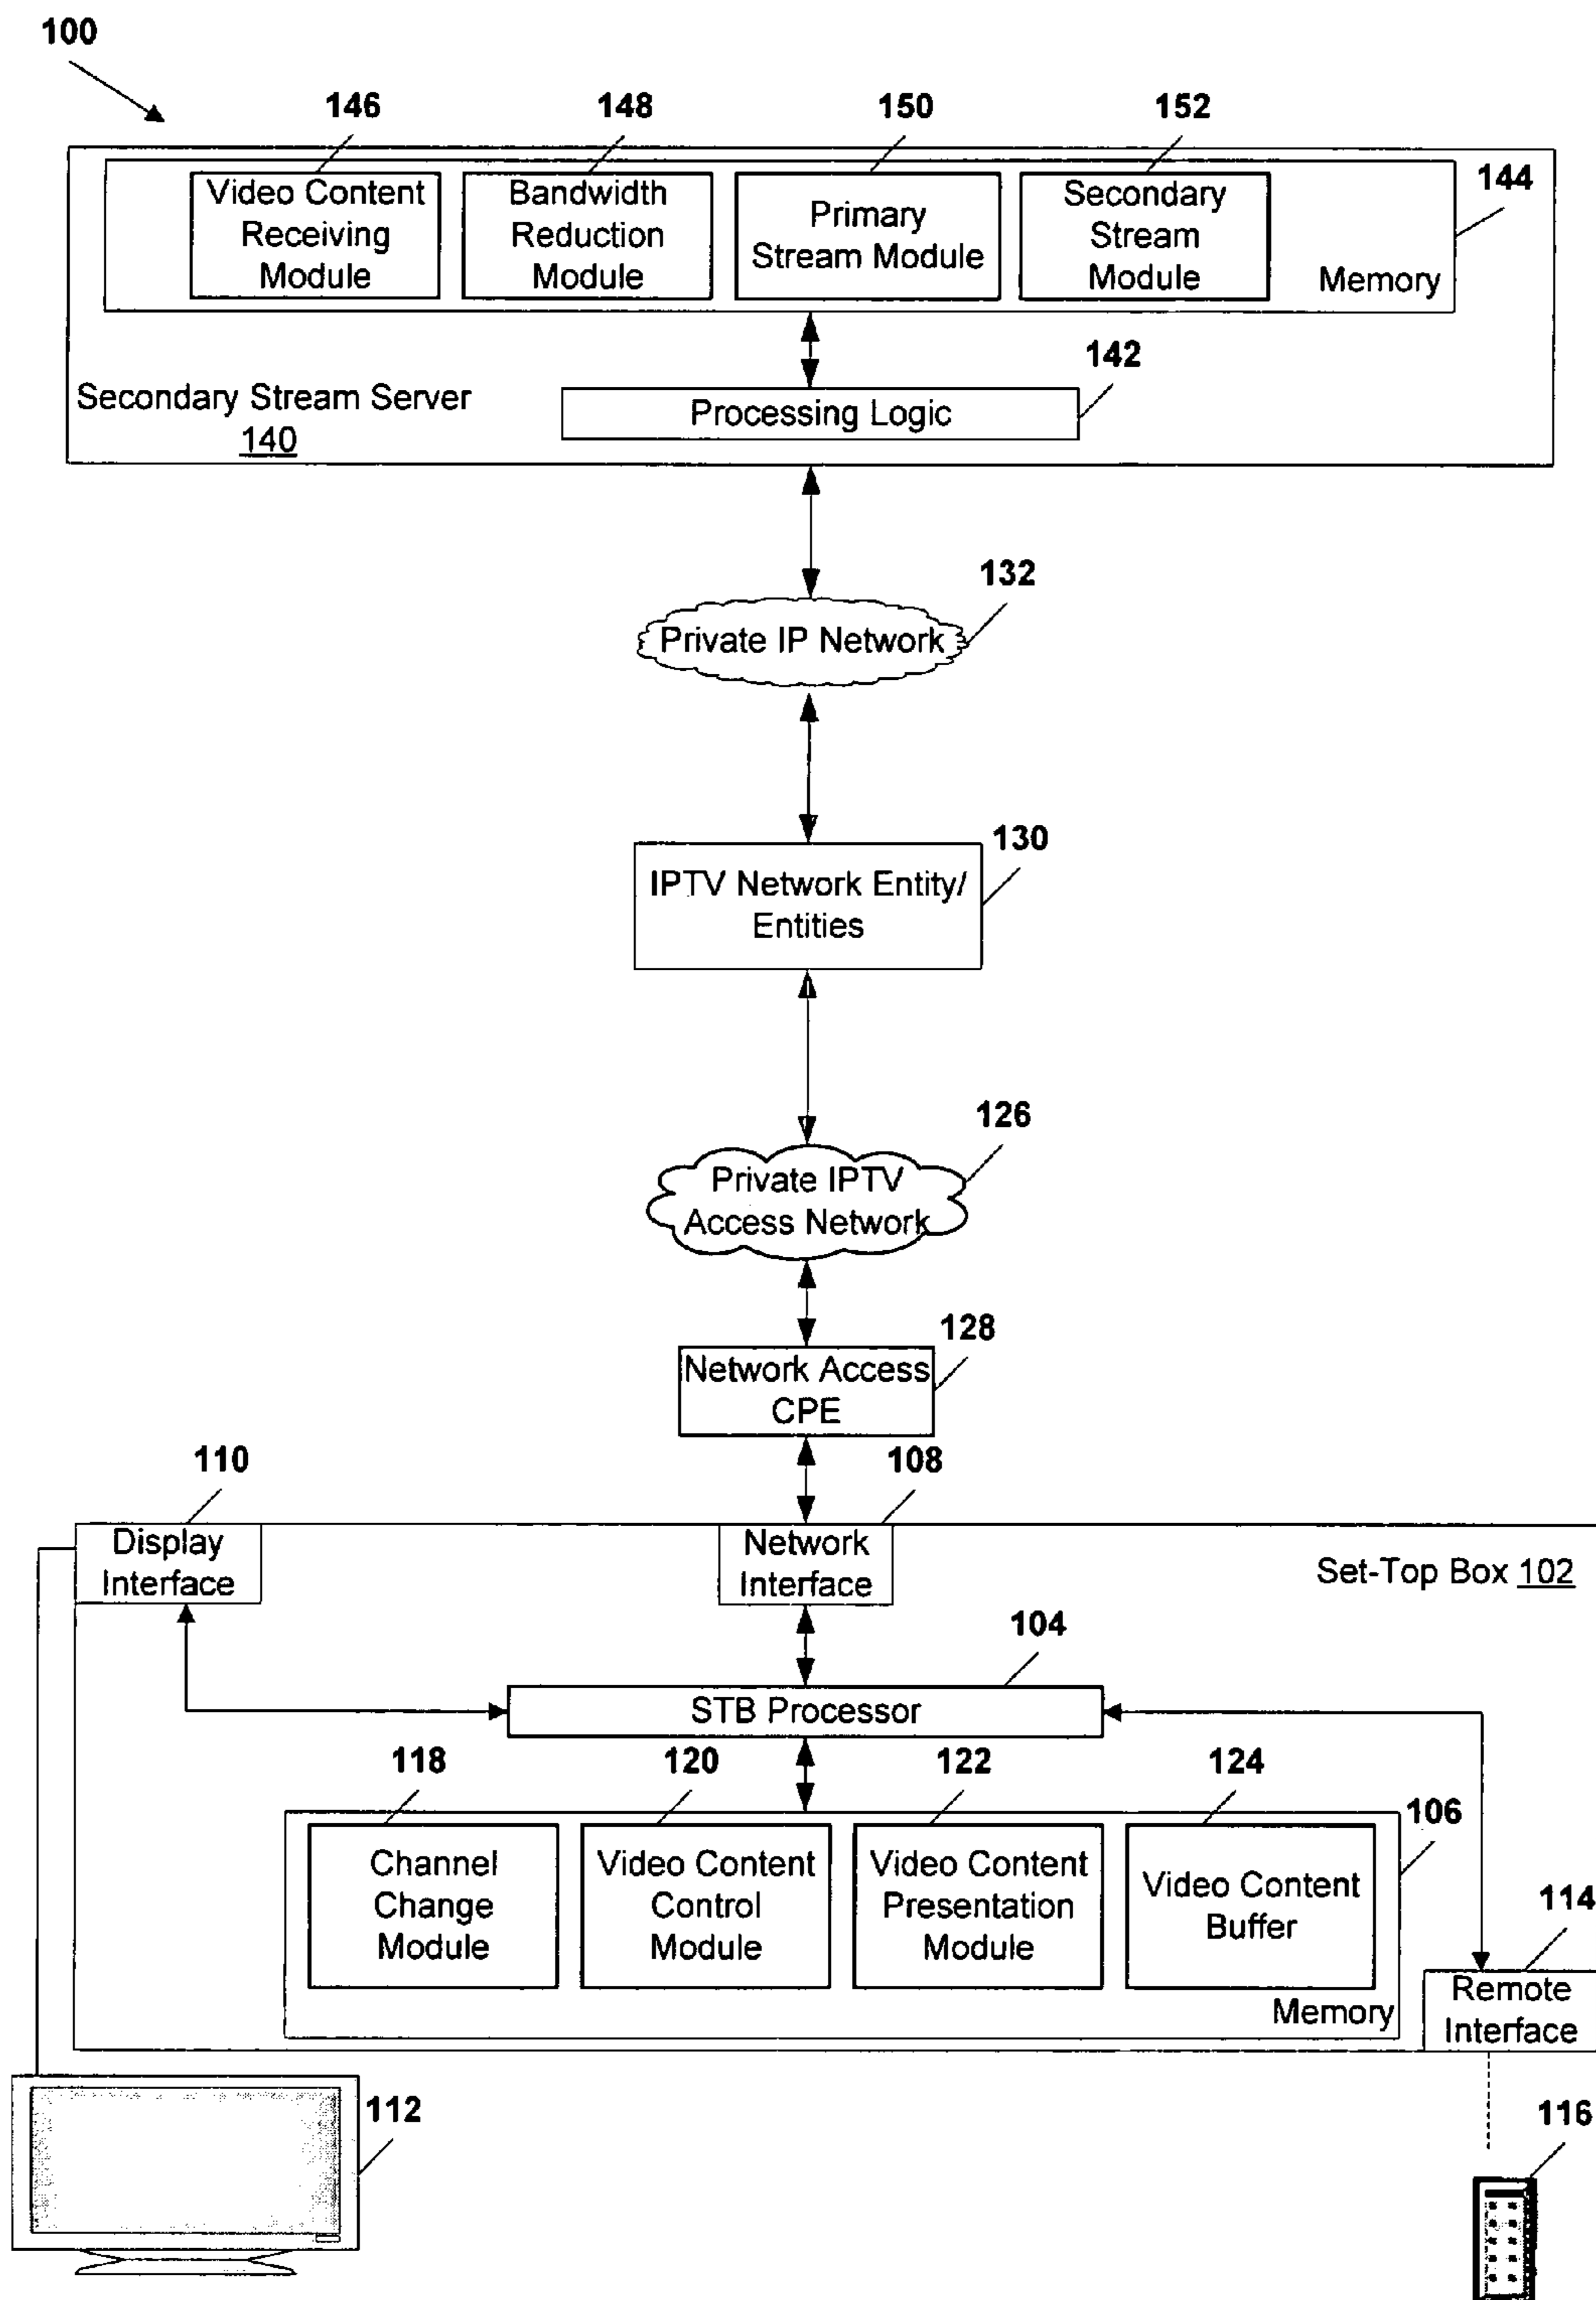 100
146
148
150
152
Video Content
Receiving
Module
Bandwidth
Reduction
Module
Primary
Stream Module
Secondary
Stream
Module
Memory
144
142
Secondary Stream Server
140
Processing Logic
132
Private IP Network
130
IPTV Network Entity/
Entities
126
Private IPTV
Access Network
128
Network Access
CPE
110
108
Display
Interface
Network
Interface
Set-Top Box 102
104
STB Processor
118
120
122
124
106
Channel
Change
Module
Video Content
Control
Module
Video Content
Presentation
Module
Video Content
Buffer
Memory
114
Remote
Interface
112
116